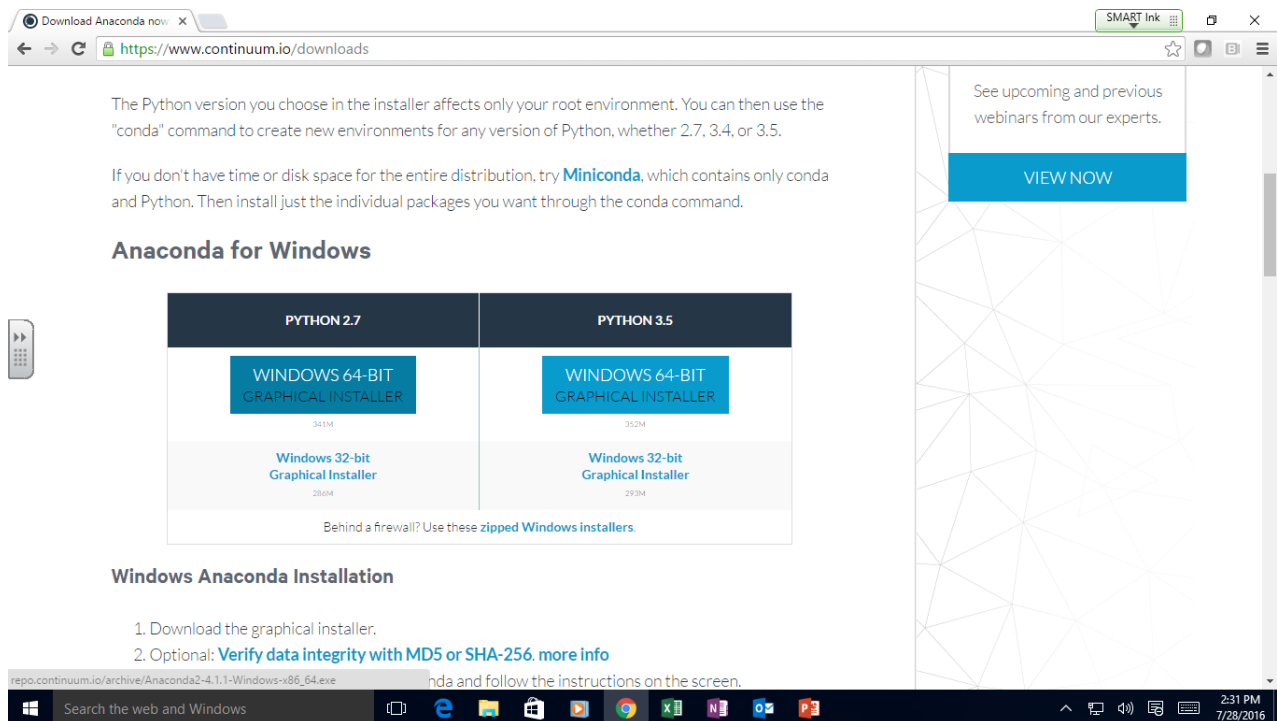 Download Anaconda now
SMART Ink
https://www.continuum.io/downloads
The Python version you choose in the installer affects only your root environment. You can then use the
"conda" command to create new environments for any version of Python, whether 2.7, 3.4, or 3.5.
If you don't have time or disk space for the entire distribution, try Miniconda, which contains only conda
and Python. Then install just the individual packages you want through the conda command.
See upcoming and previous
webinars from our experts.
VIEW NOW
Anaconda for Windows
PYTHON 2.7 PYTHON 3.5
WINDOWS 64-BIT WINDOWS 64-BIT
GRAPHICAL INSTALLER GRAPHICAL INSTALLER
341M 352M
Windows 32-bit Windows 32-bit
Graphical Installer Graphical Installer
286M 293M
Behind a firewall? Use these zipped Windows installers.
Windows Anaconda Installation
1. Download the graphical installer.
2. Optional: Verify data integrity with MD5 or SHA-256. more info
nda and follow the instructions on the screen.
repo.continuum.io/archive/Anaconda2-4.1.1-Windows-x86_64.exe
Search the web and Windows
2:31 PM
7/28/2016